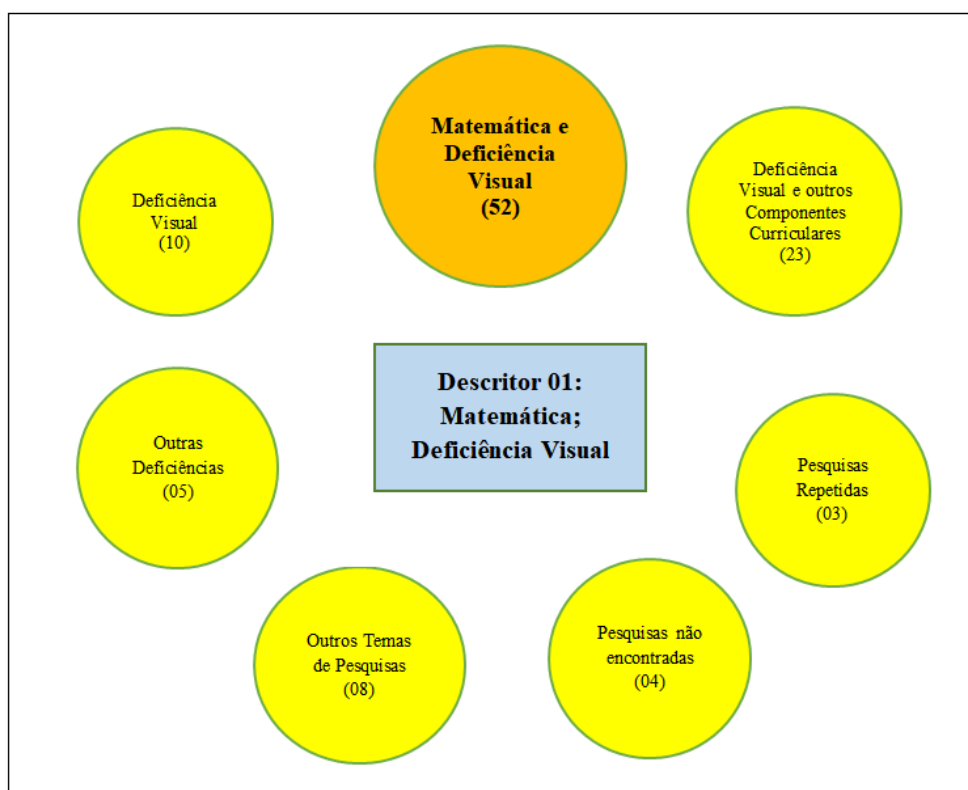 Matemática e
Deficiência
Visual
(52)
Deficiência
Visual
(10)
Deficiência
Visual e outros
Componentes
Curriculares
(23)
Descritor 01:
Matemática;
Deficiência Visual
Outras
Deficiências
(05)
Pesquisas
Repetidas
(03)
Outros Temas
de Pesquisas
(08)
Pesquisas não
encontradas
(04)